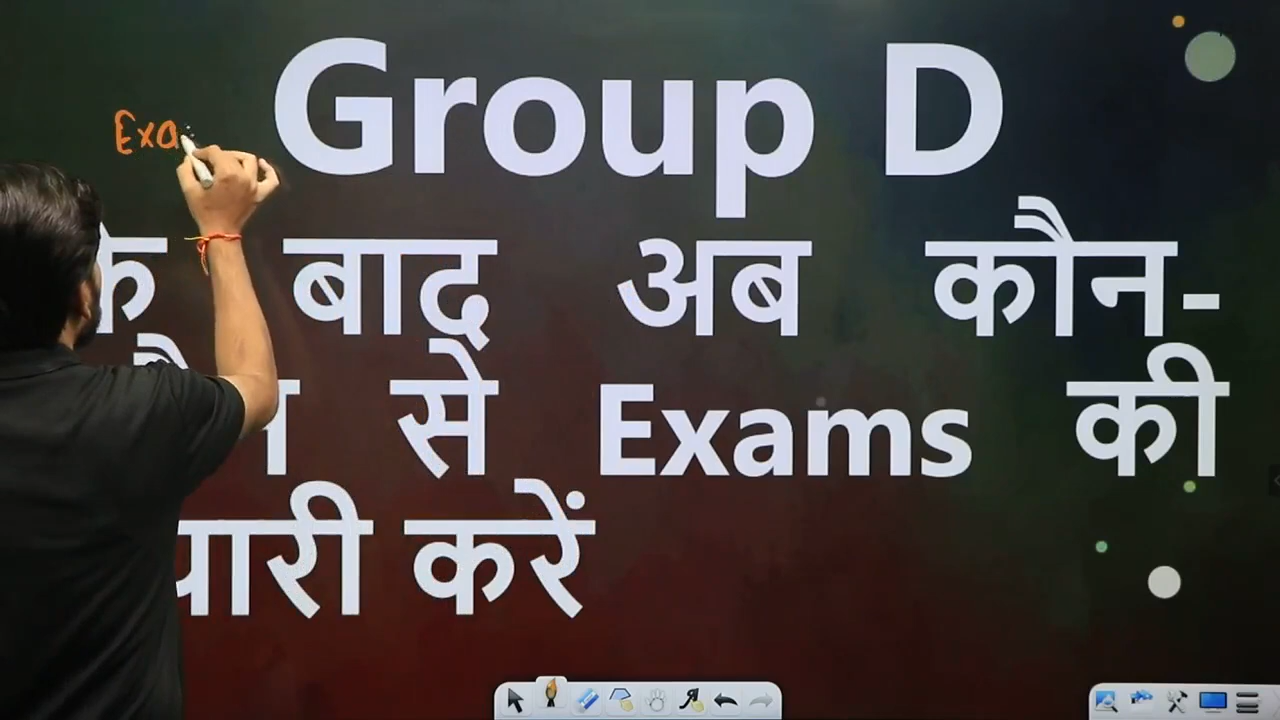 Group D
Exa
के बाद अब कौन-
से Exams की
करें